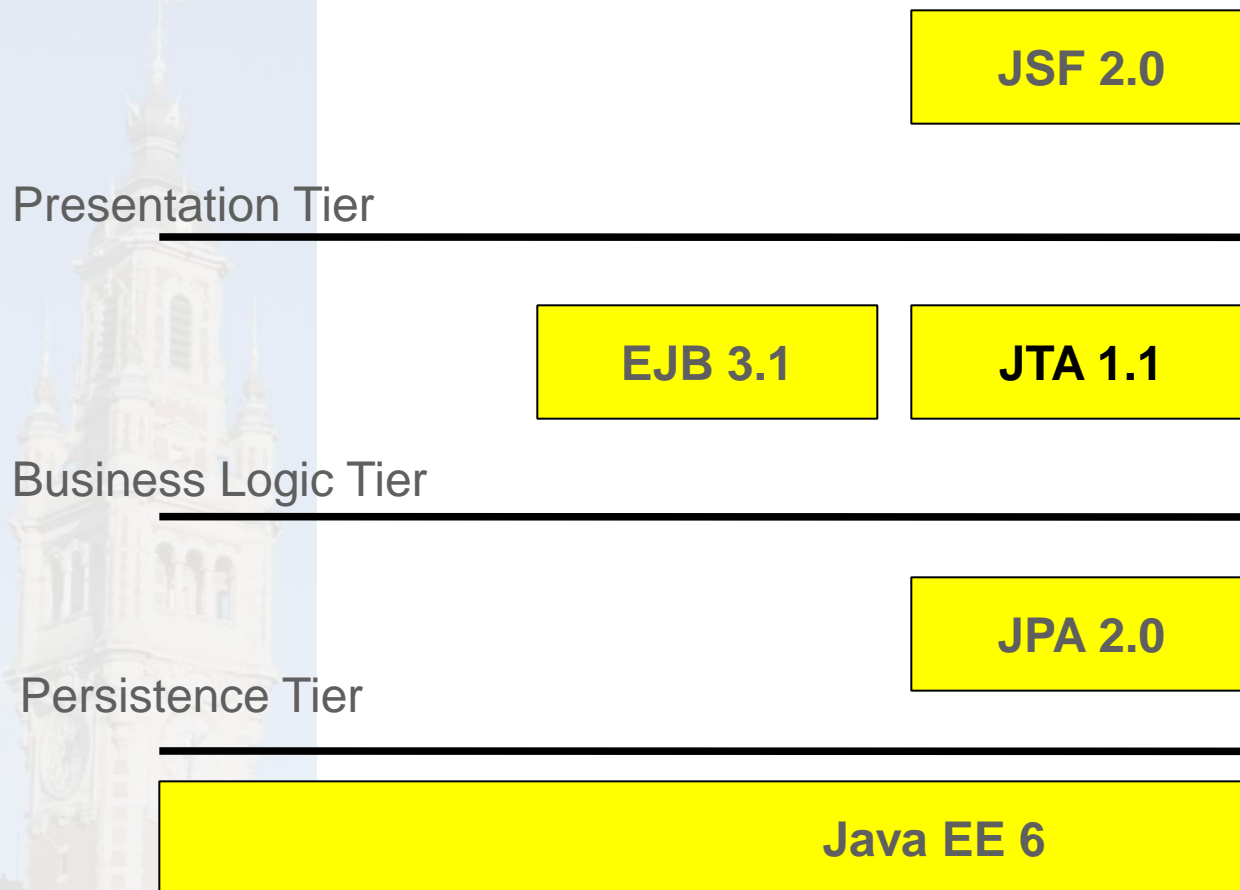 JSF 2.0
Presentation Tier
EJB 3.1
JTA 1.1
Business Logic Tier
JPA 2.0
Persistence Tier
Java EE 6